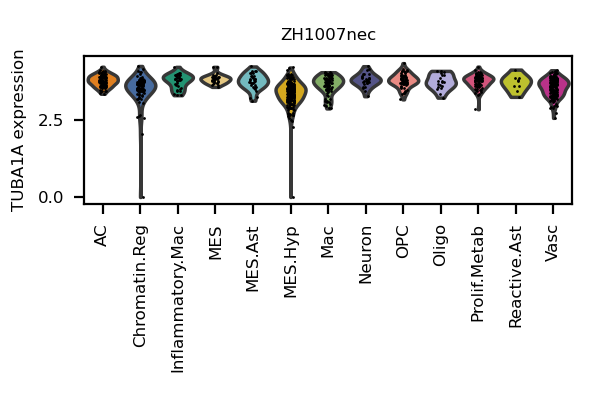 ZH1007nec
TUBA1A expression
2.5
0.0
AC
Chromatin.Reg
Inflammatory.Mac
MES
MES.Ast
MES.Hyp
Mac
Neuron
OPC
Oligo
Prolif.Metab
Reactive.Ast
Vasc